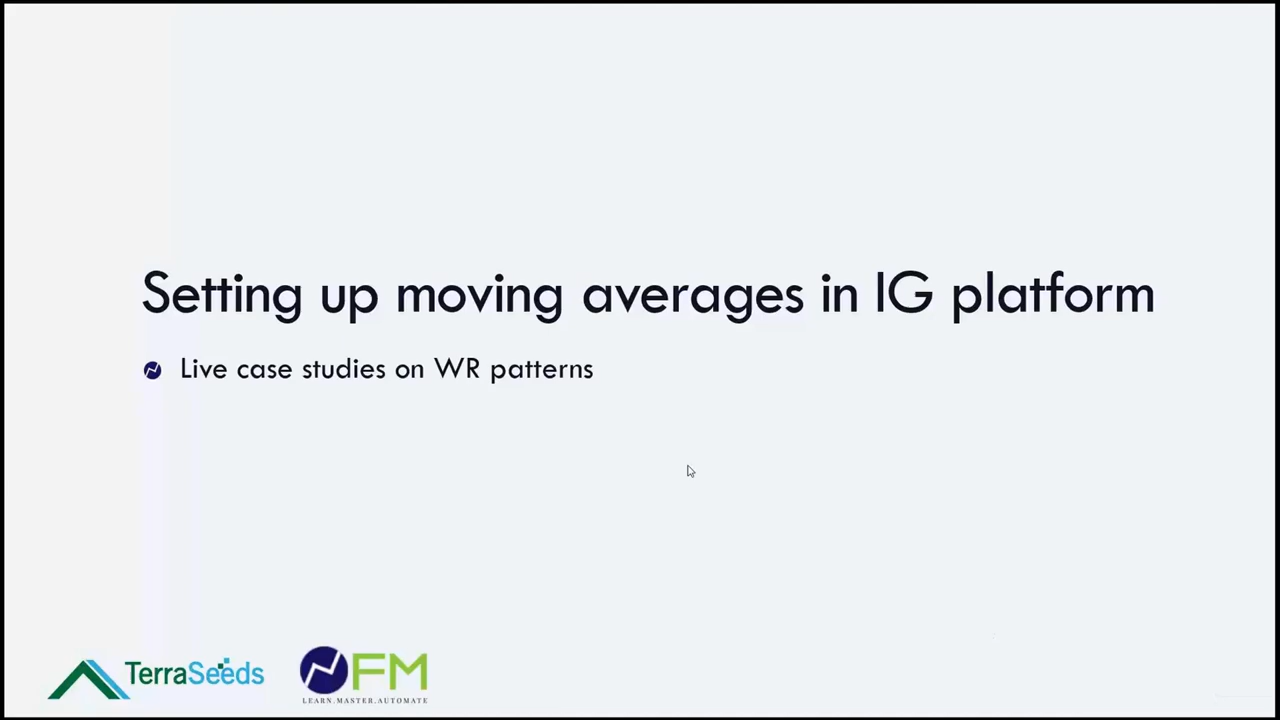 Setting up moving averages in IG platform
Live case studies on WR patterns
TerraSeeds
FM
LEARN.MASTER.AUTOMATE